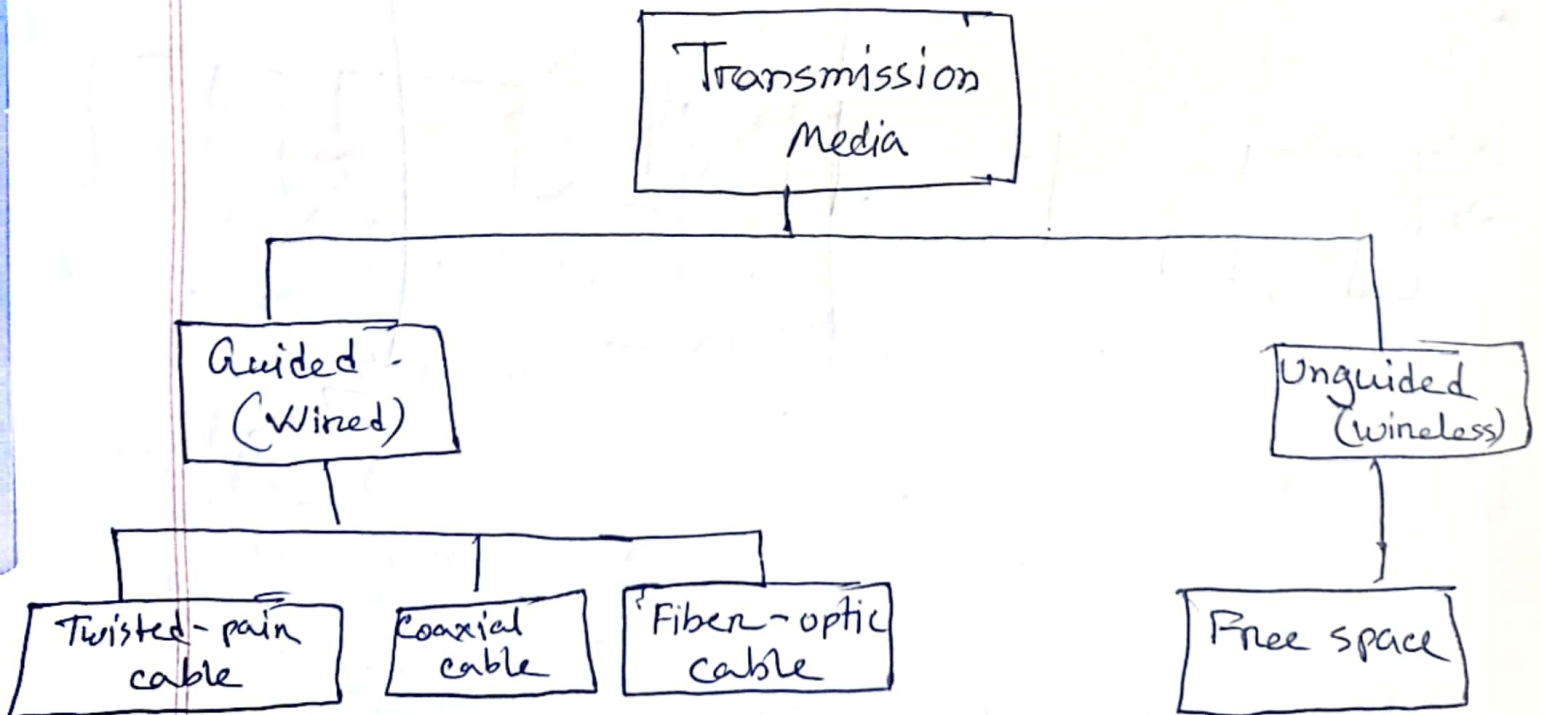 Transmission
Media
Guided
(Wired)
Unguided
(wireless)
Twisted-pair
cable
Coaxial
cable
Fiber-optic
cable
Free space